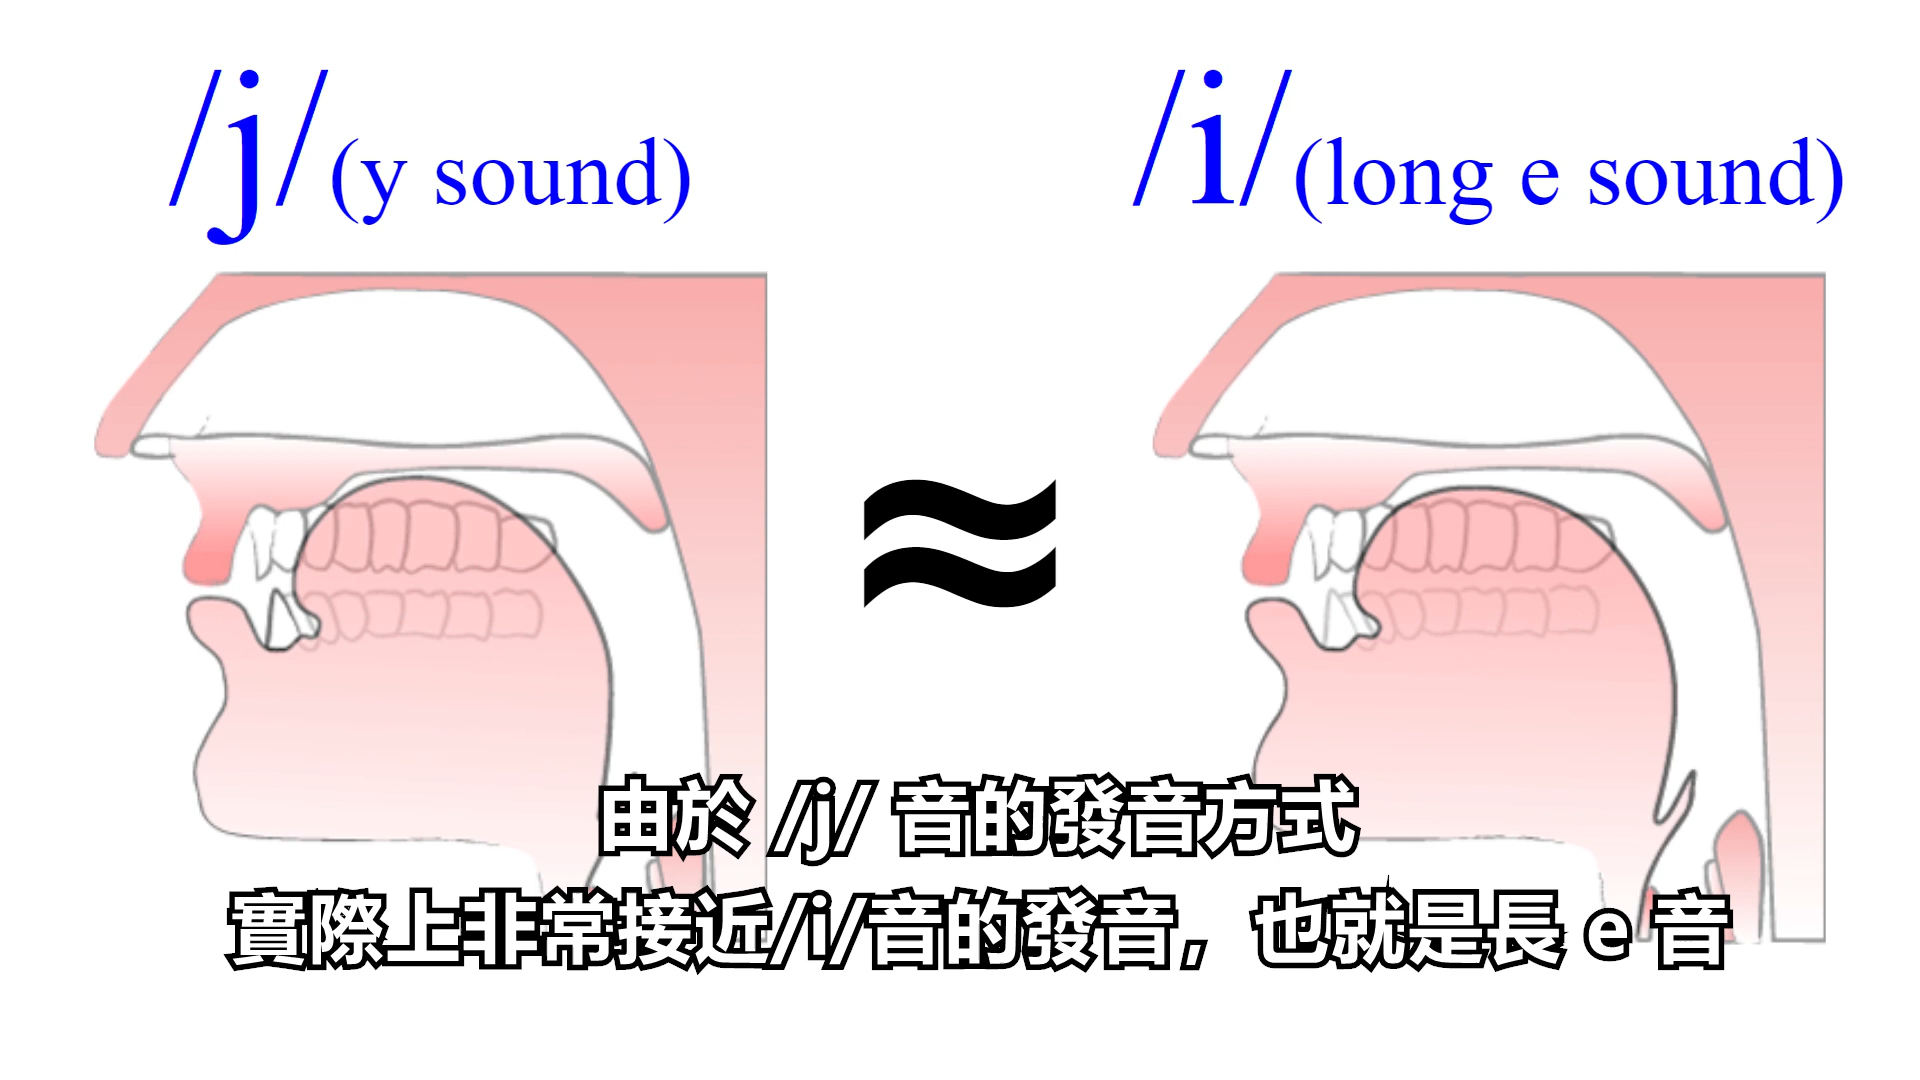 /j/(y sound)
/i/(long e sound)
≈
由於 /j/ 音的發音方式
實際上非常接近/i/音的發音，也就是長 e 音